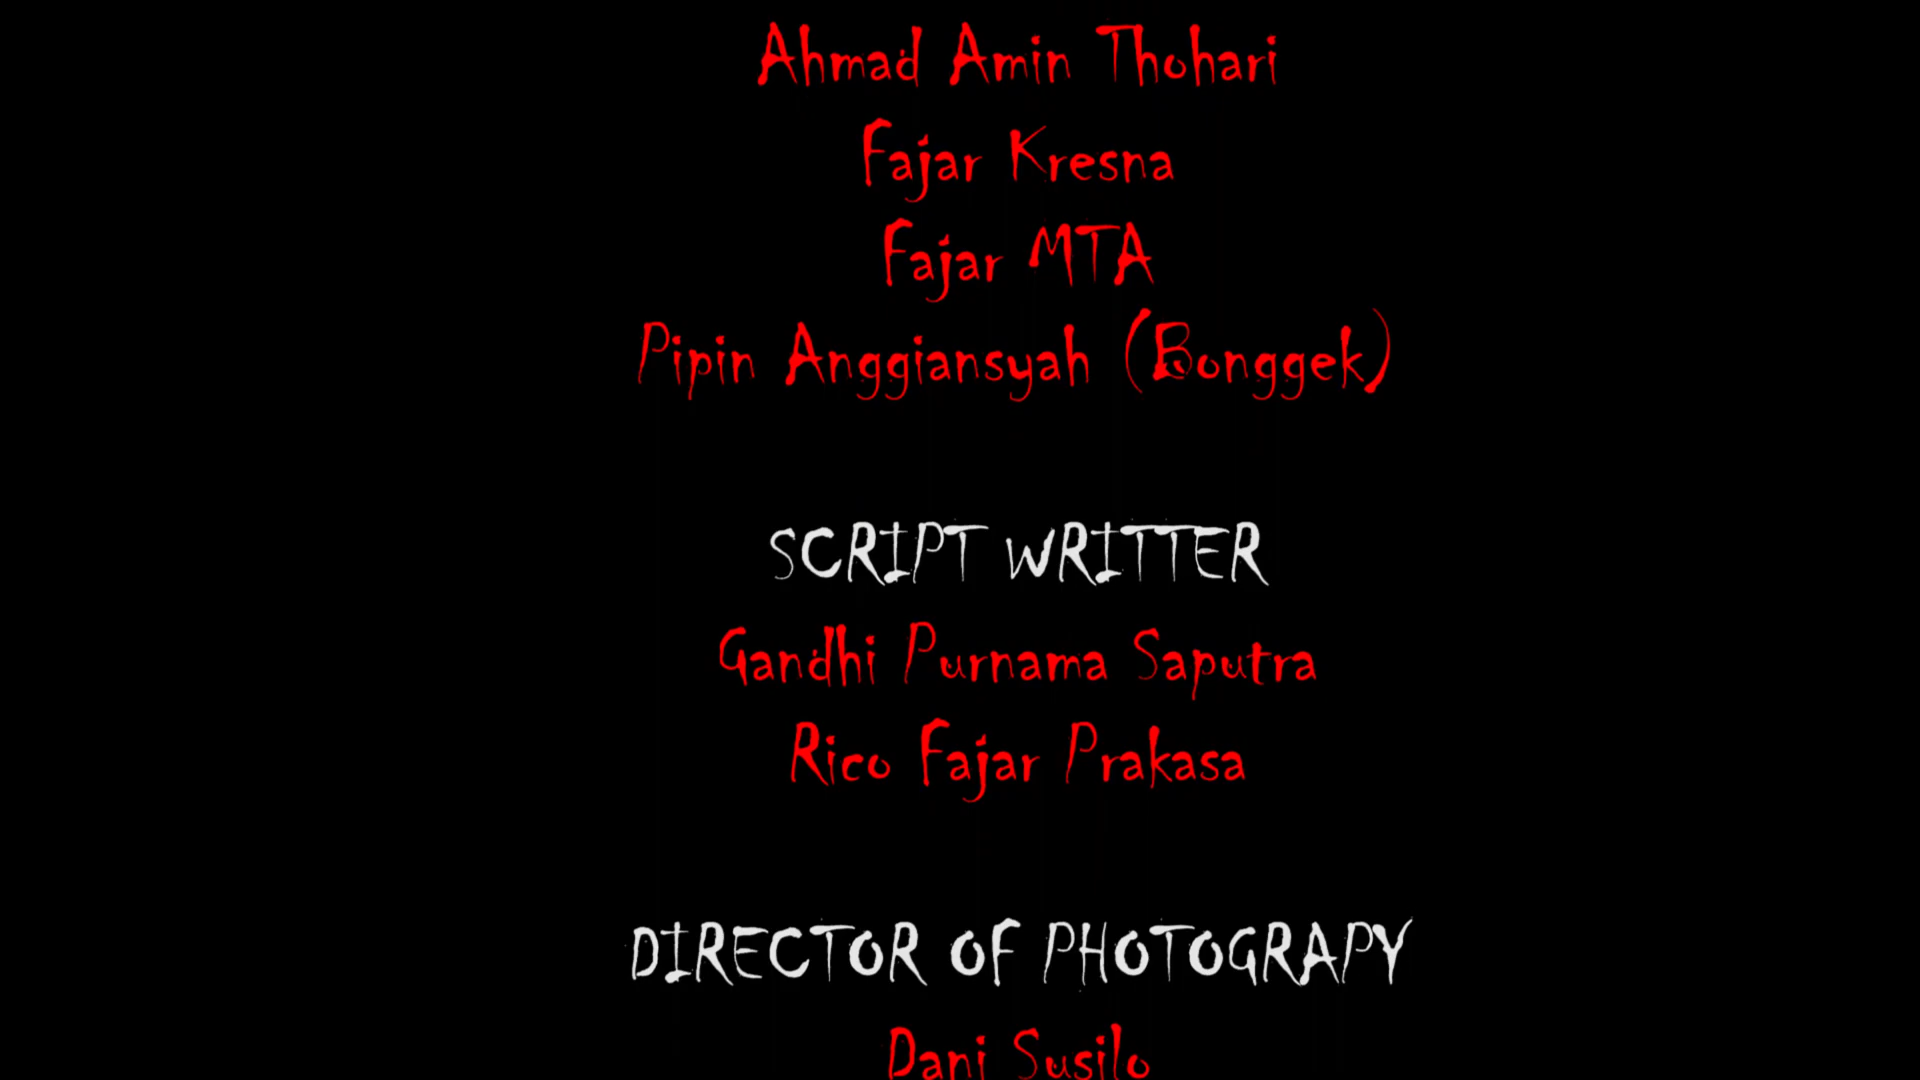 Ahmad Amin Thohari
Fajar Kresna
Fajar MTA
Pipin Anggiansyah (Bonggek)
SCRIPT WRITTER
Gandhi Purnama Saputra
Rico Fajar Prakasa
DIRECTOR OF PHOTOGRAPY
Dani Susilo